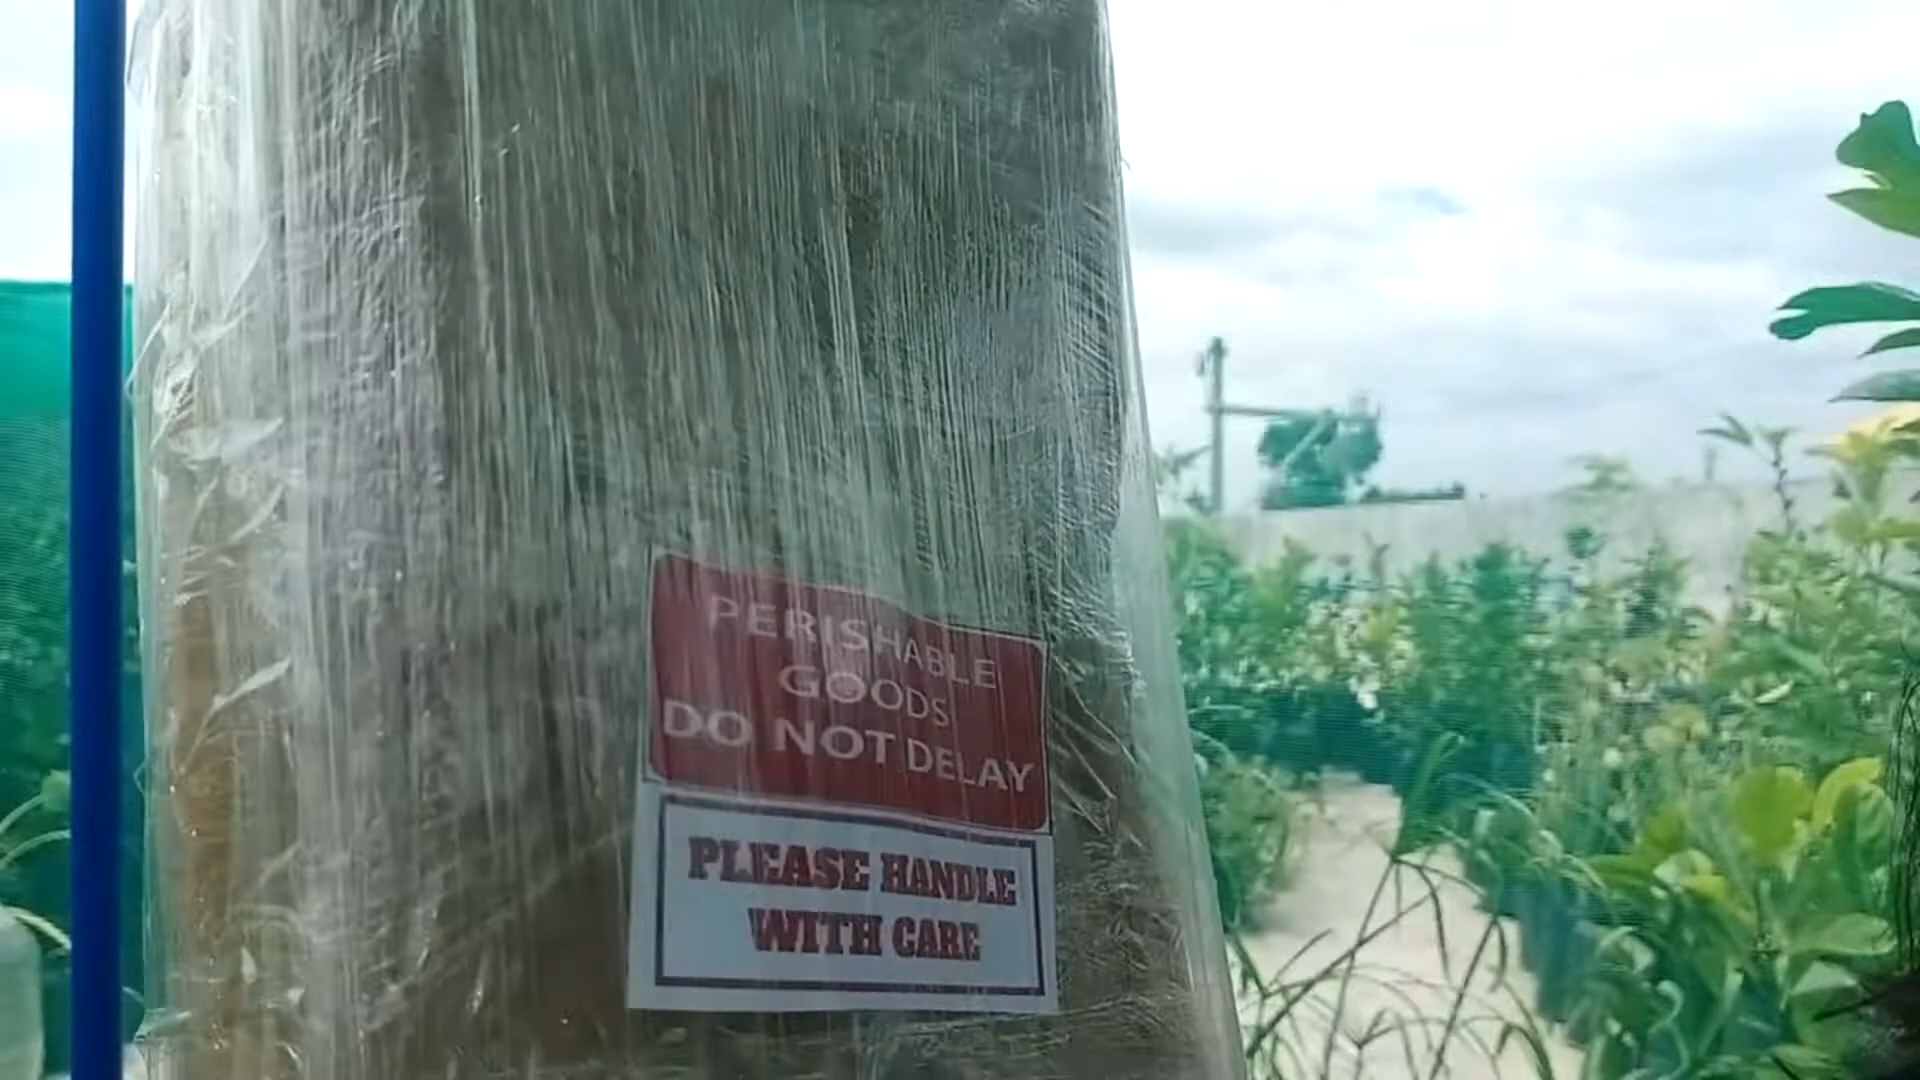 PERISHABLE
GOODS
DO NOT DELAY
PLEASE HANDLE
WITH CARE